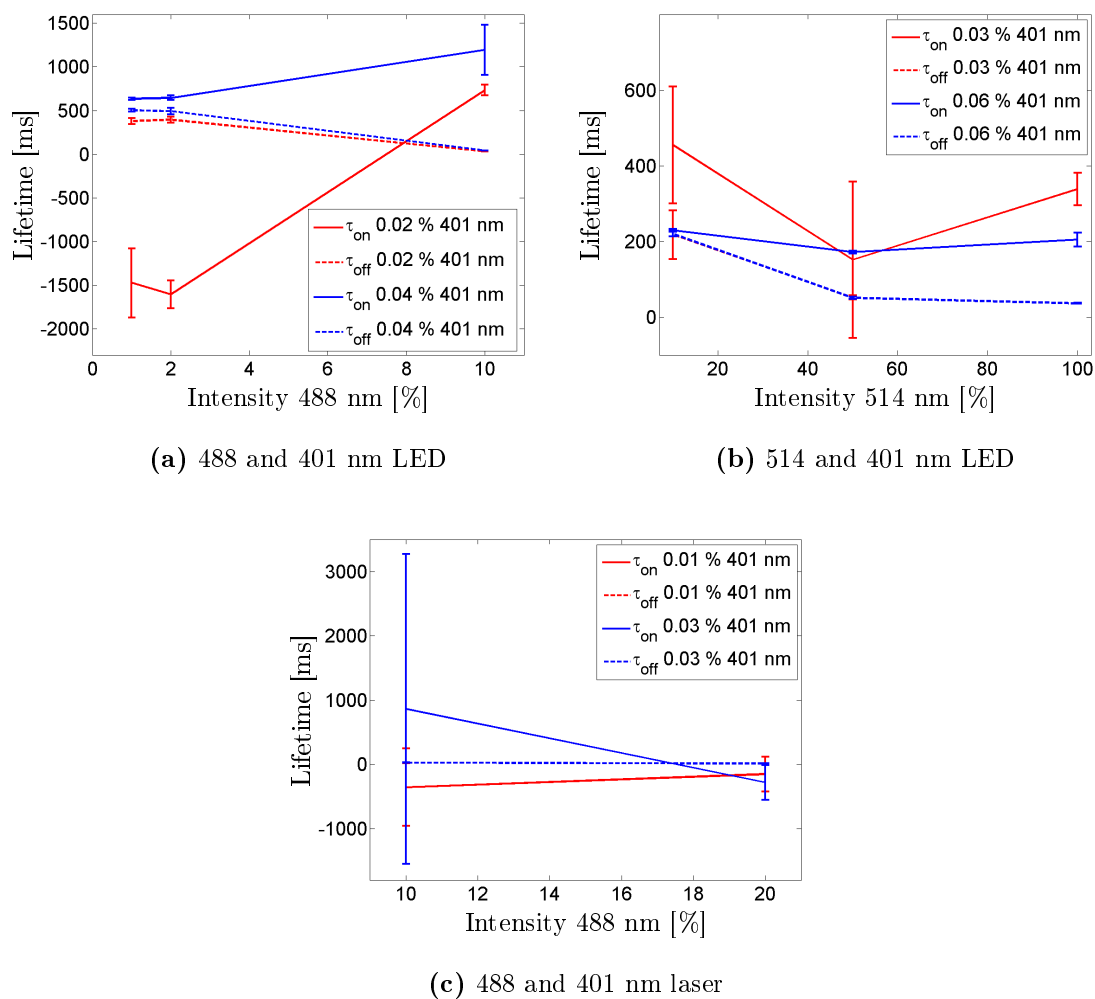 1500
1000
500
0
-500
-1000
-1500
-2000
Lifetime [ms]
τon 0.02 % 401 nm
τoff 0.02 % 401 nm
τon 0.04 % 401 nm
τoff 0.04 % 401 nm
0 2 4 6 8 10
Intensity 488 nm [%]
(a) 488 and 401 nm LED
600
400
200
0
Lifetime [ms]
τon 0.03 % 401 nm
τoff 0.03 % 401 nm
τon 0.06 % 401 nm
τoff 0.06 % 401 nm
20 40 60 80 100
Intensity 514 nm [%]
(b) 514 and 401 nm LED
3000
2000
1000
0
-1000
Lifetime [ms]
τon 0.01 % 401 nm
τoff 0.01 % 401 nm
τon 0.03 % 401 nm
τoff 0.03 % 401 nm
10 12 14 16 18 20
Intensity 488 nm [%]
(c) 488 and 401 nm laser